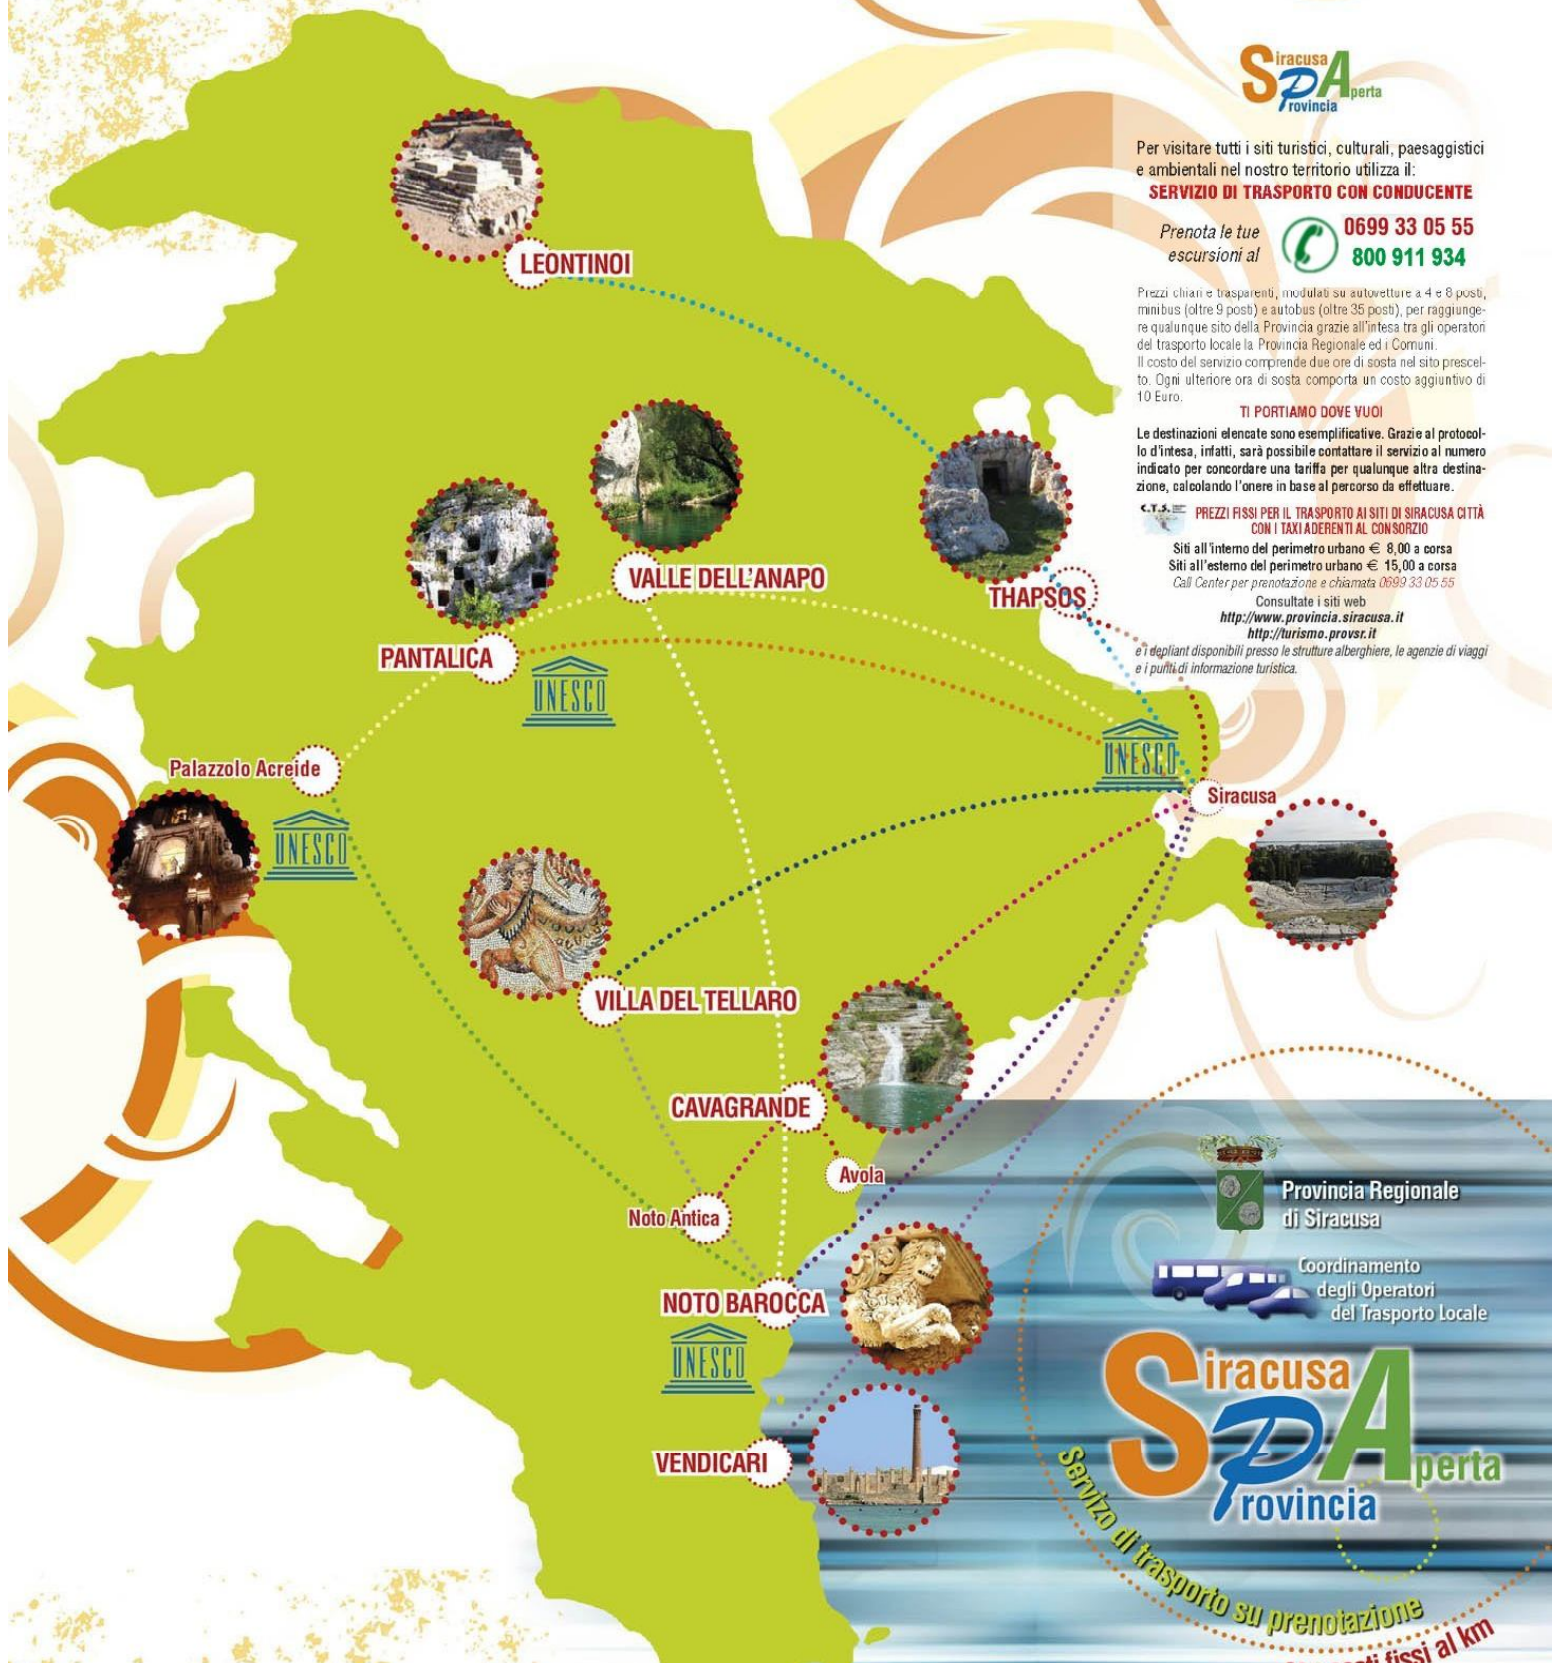 Siracusa
Provincia
Aperta
Per visitare tutti i siti turistici, culturali, paesaggistici
e ambientali nel nostro territorio utilizza il:
SERVIZIO DI TRASPORTO CON CONDUCENTE
Prenota le tue
escursioni al
0699 33 05 55
800 911 934
Prezzi chiari e trasparenti, modulati su autovetture a 4 e 8 posti,
minibus (oltre 9 posti) e autobus (oltre 35 posti), per raggiunge-
re qualunque sito della Provincia grazie all'intesa tra gli operatori
del trasporto locale la Provincia Regionale ed i Comuni.
Il costo del servizio comprende due ore di sosta nel sito prescel-
to. Ogni ulteriore ora di sosta comporta un costo aggiuntivo di
10 Euro.
TI PORTIAMO DOVE VUOI
Le destinazioni elencate sono esemplificative. Grazie al protocol-
lo d'intesa, infatti, sarà possibile contattare il servizio al numero
indicato per concordare una tariffa per qualunque altra destina-
zione, calcolando l'onere in base al percorso da effettuare.
C.T.S.
PREZZI FISSI PER IL TRASPORTO AI SITI DI SIRACUSA CITTÀ
CON I TAXI ADERENTI AL CONSORZIO
Siti all'interno del perimetro urbano € 8,00 a corsa
Siti all'esterno del perimetro urbano € 15,00 a corsa
Call Center per prenotazione e chiamata 0699 33 05 55
Consultate i siti web
http://www.provincia.siracusa.it
http://turismo.provsr.it
e i depliant disponibili presso le strutture alberghiere, le agenzie di viaggi
e i punti di informazione turistica.
LEONTINOI
VALLE DELL'ANAPO
THAPSOS
PANTALICA
UNESCO
UNESCO
Palazzolo Acreide
Siracusa
UNESCO
VILLA DEL TELLARO
CAVAGRANDE
Avola
Noto Antica
NOTO BAROCCA
UNESCO
VENDICARI
Provincia Regionale
di Siracusa
Coordinamento
degli Operatori
del Trasporto Locale
Siracusa
Provincia
Aperta
Servizo di trasporto su prenotazione
fissi al km